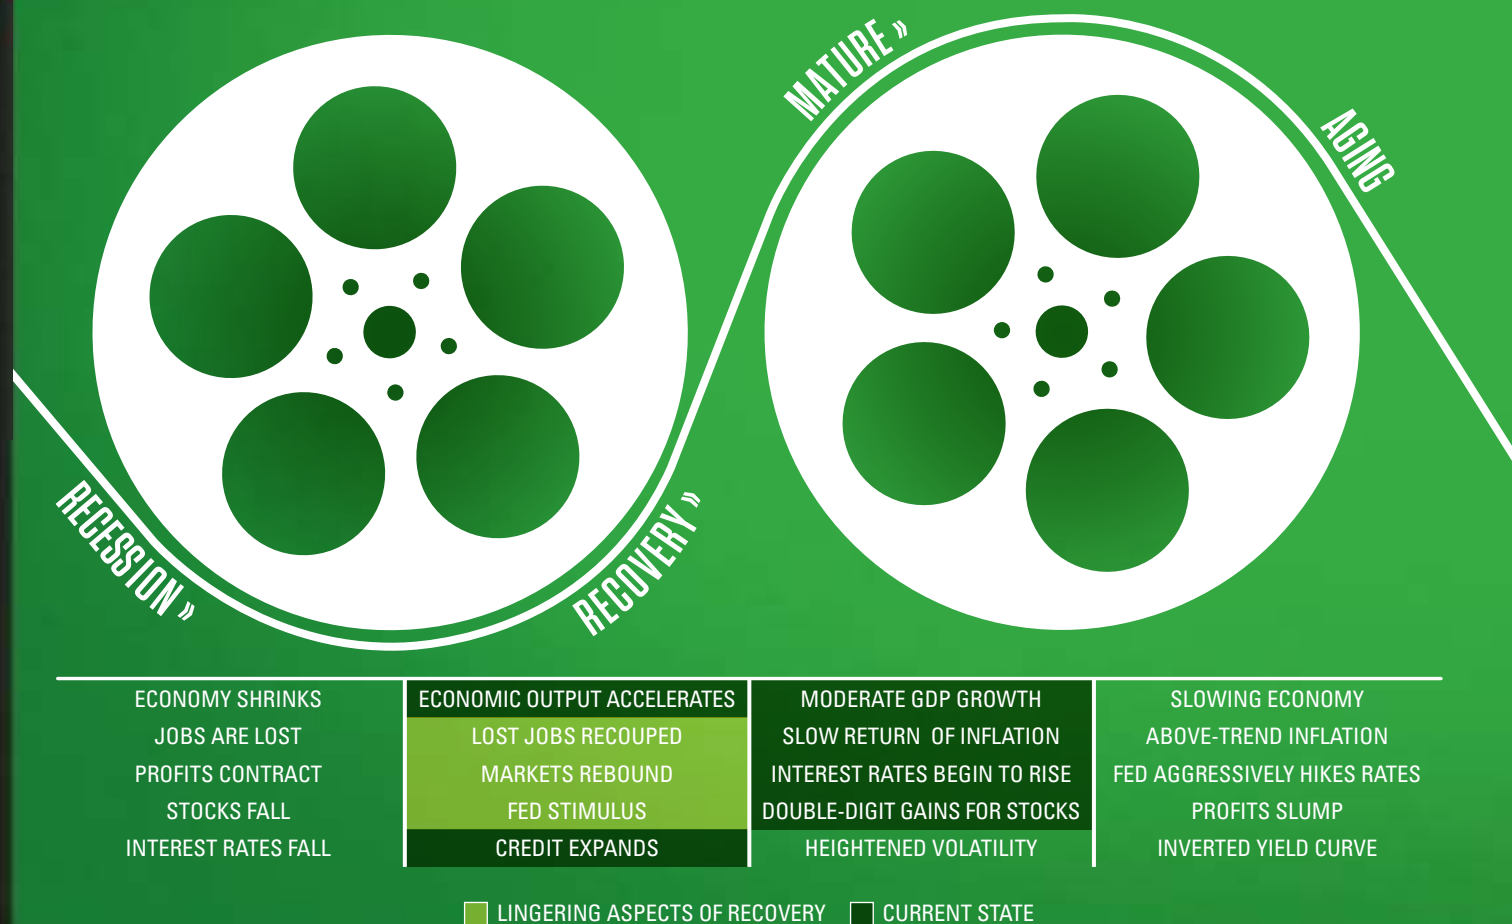 MATURE »
AGING
RECESSION »
RECOVERY »
ECONOMY SHRINKS
JOBS ARE LOST
PROFITS CONTRACT
STOCKS FALL
INTEREST RATES FALL
ECONOMIC OUTPUT ACCELERATES
LOST JOBS RECOUPED
MARKETS REBOUND
FED STIMULUS
CREDIT EXPANDS
MODERATE GDP GROWTH
SLOW RETURN OF INFLATION
INTEREST RATES BEGIN TO RISE
DOUBLE-DIGIT GAINS FOR STOCKS
HEIGHTENED VOLATILITY
SLOWING ECONOMY
ABOVE-TREND INFLATION
FED AGGRESSIVELY HIKES RATES
PROFITS SLUMP
INVERTED YIELD CURVE
LINGERING ASPECTS OF RECOVERY
CURRENT STATE